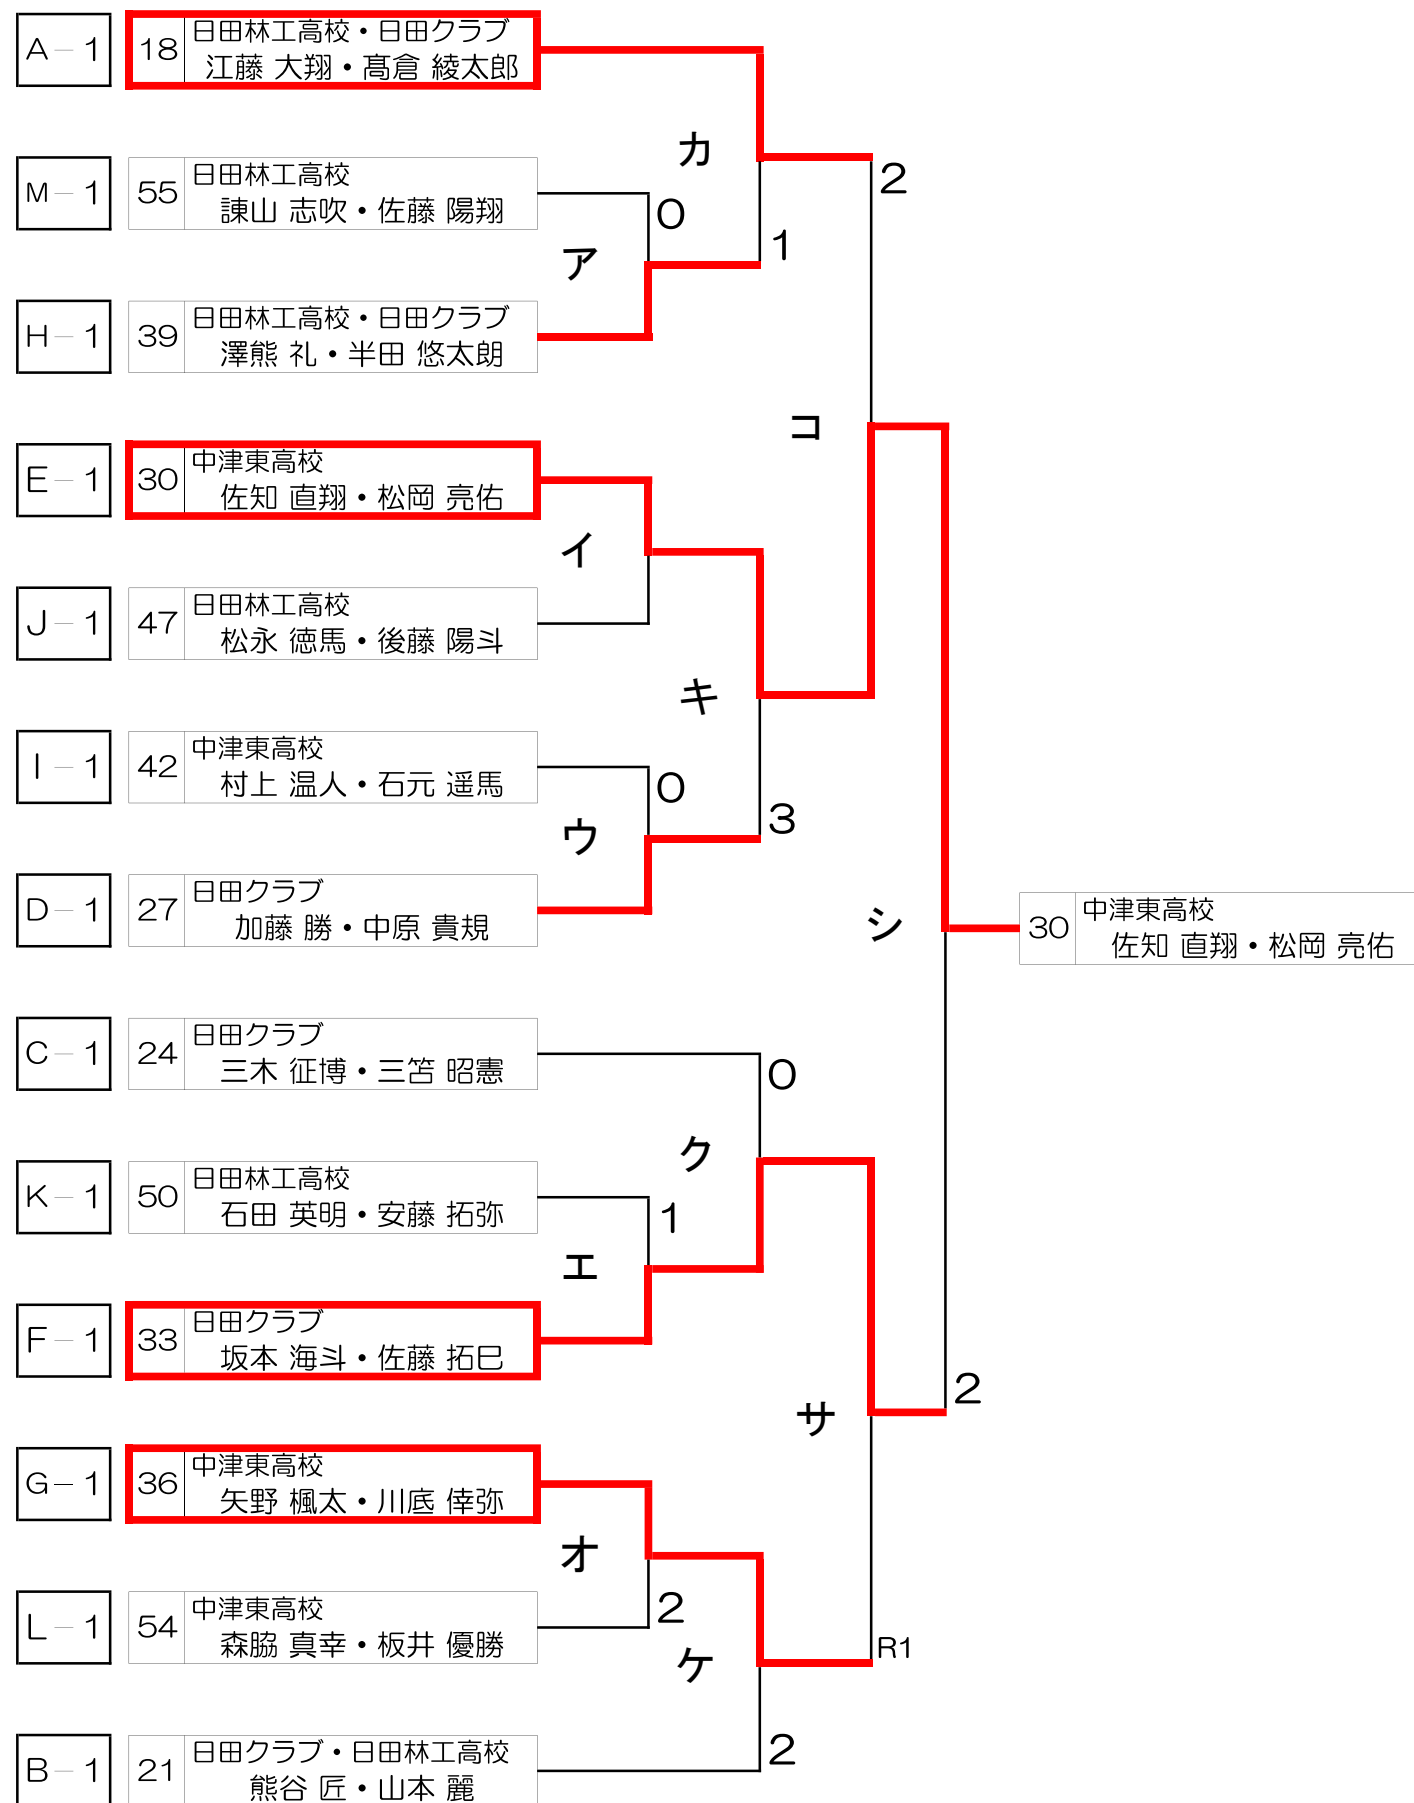 A－1 18 日田林工高校・日田クラブ
江藤 大翔・髙倉 綾太郎
カ
2
M－1 55 日田林工高校
諌山 志吹・佐藤 陽翔
0
1
ア
H－1 39 日田林工高校・日田クラブ
澤熊 礼・半田 悠太朗
コ
E－1 30 中津東高校
佐知 直翔・松岡 亮佑
イ
J－1 47 日田林工高校
松永 徳馬・後藤 陽斗
キ
I－1 42 中津東高校
村上 温人・石元 遥馬
0
3
ウ
D－1 27 日田クラブ
加藤 勝・中原 貴規
シ
30 中津東高校
佐知 直翔・松岡 亮佑
C－1 24 日田クラブ
三木 征博・三笘 昭憲
0
ク
K－1 50 日田林工高校
石田 英明・安藤 拓弥
1
エ
F－1 33 日田クラブ
坂本 海斗・佐藤 拓巳
2
サ
G－1 36 中津東高校
矢野 楓太・川底 倖弥
オ
L－1 54 中津東高校
森脇 真幸・板井 優勝
2
ケ
R1
B－1 21 日田クラブ・日田林工高校
熊谷 匠・山本 麗
2